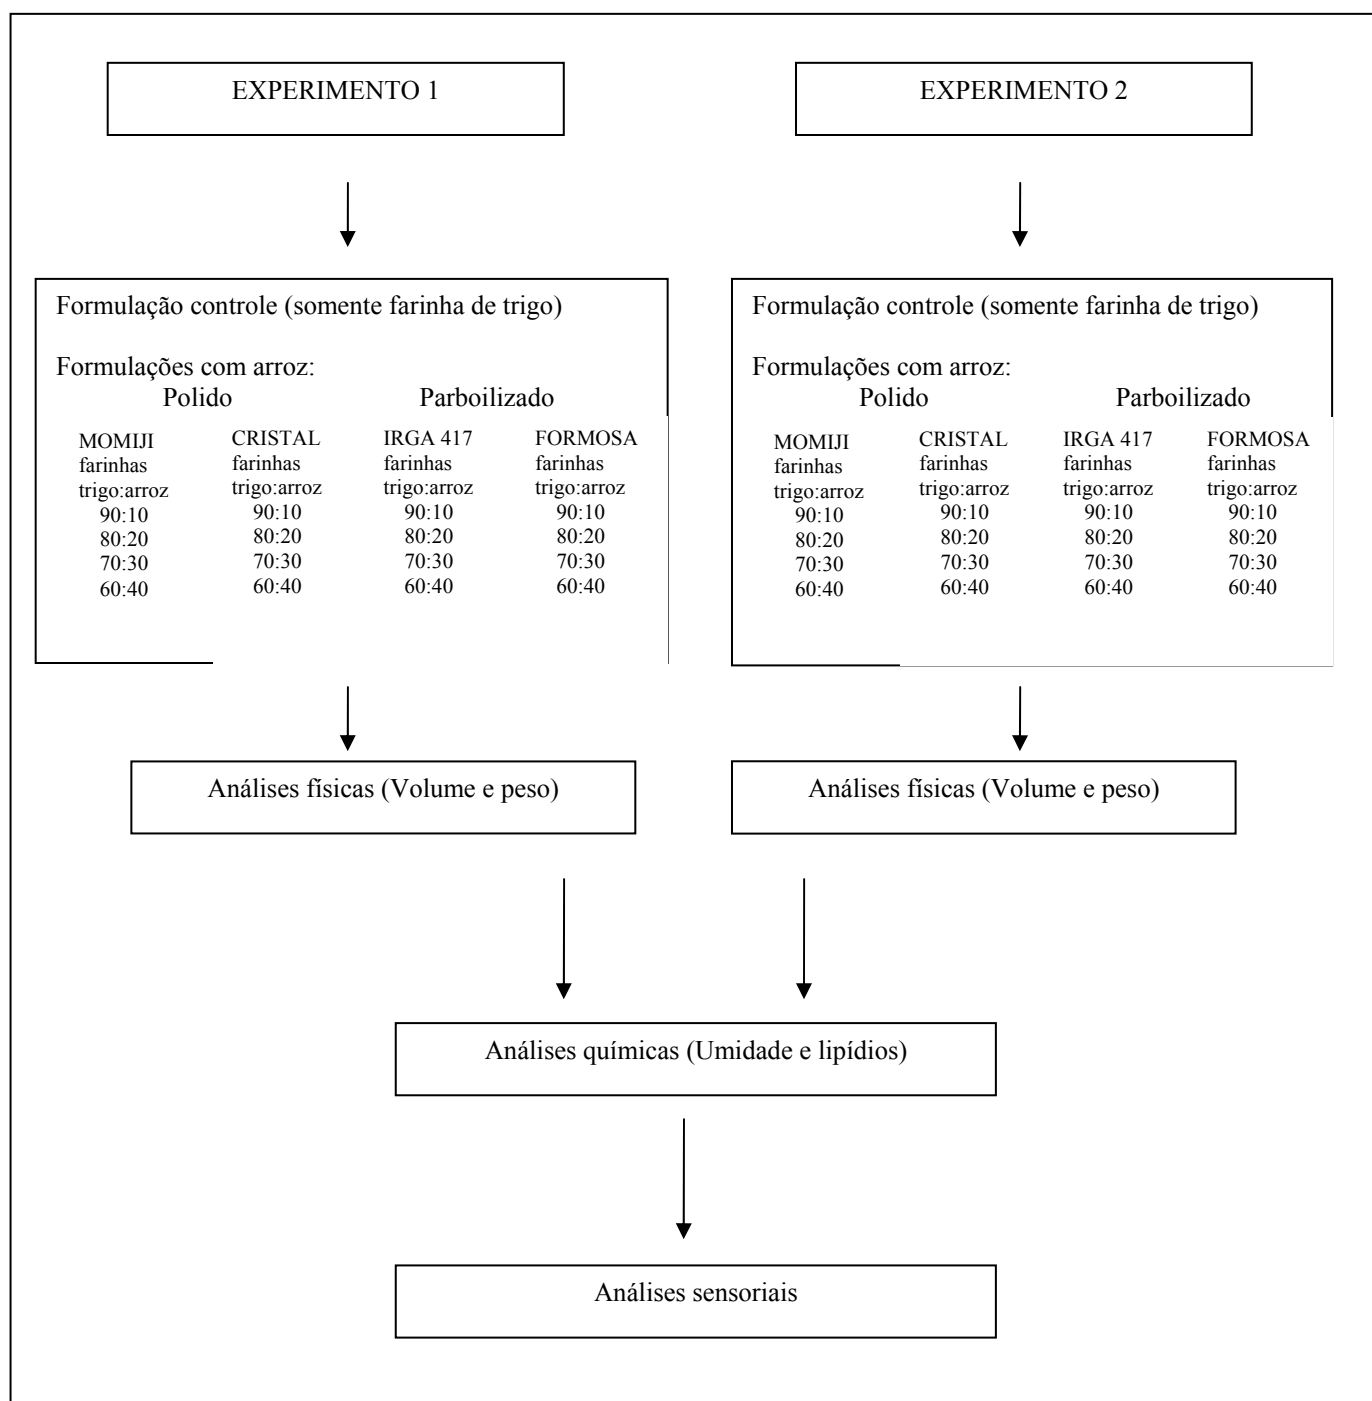 EXPERIMENTO 1
EXPERIMENTO 2
Formulação controle (somente farinha de trigo)
Formulações com arroz:
Polido Parboilizado
MOMIJI CRISTAL IRGA 417 FORMOSA
farinhas farinhas farinhas farinhas
trigo:arroz trigo:arroz trigo:arroz trigo:arroz
90:10 90:10 90:10 90:10
80:20 80:20 80:20 80:20
70:30 70:30 70:30 70:30
60:40 60:40 60:40 60:40
Formulação controle (somente farinha de trigo)
Formulações com arroz:
Polido Parboilizado
MOMIJI CRISTAL IRGA 417 FORMOSA
farinhas farinhas farinhas farinhas
trigo:arroz trigo:arroz trigo:arroz trigo:arroz
90:10 90:10 90:10 90:10
80:20 80:20 80:20 80:20
70:30 70:30 70:30 70:30
60:40 60:40 60:40 60:40
Análises físicas (Volume e peso)
Análises físicas (Volume e peso)
Análises químicas (Umidade e lipídios)
Análises sensoriais